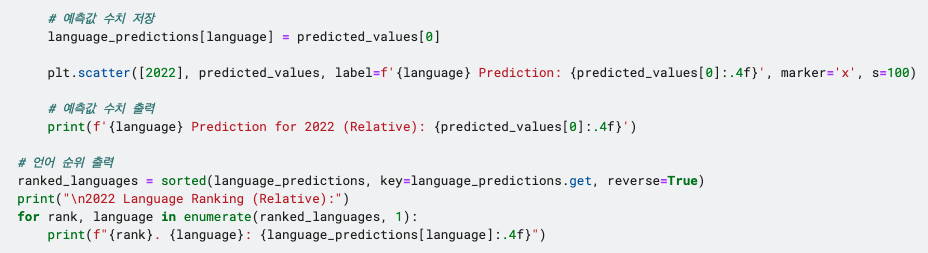 # 예측값 수치 저장
language_predictions[language] = predicted_values[0]
plt.scatter([2022], predicted_values, label=f'{language} Prediction: {predicted_values[0]:.4f}', marker='x', s=100)
# 예측값 수치 출력
print(f'{language} Prediction for 2022 (Relative): {predicted_values[0]:.4f}')
# 언어 순위 출력
ranked_languages = sorted(language_predictions, key=language_predictions.get, reverse=True)
print("\n2022 Language Ranking (Relative):")
for rank, language in enumerate(ranked_languages, 1):
print(f"{rank}. {language}: {language_predictions[language]:.4f}")